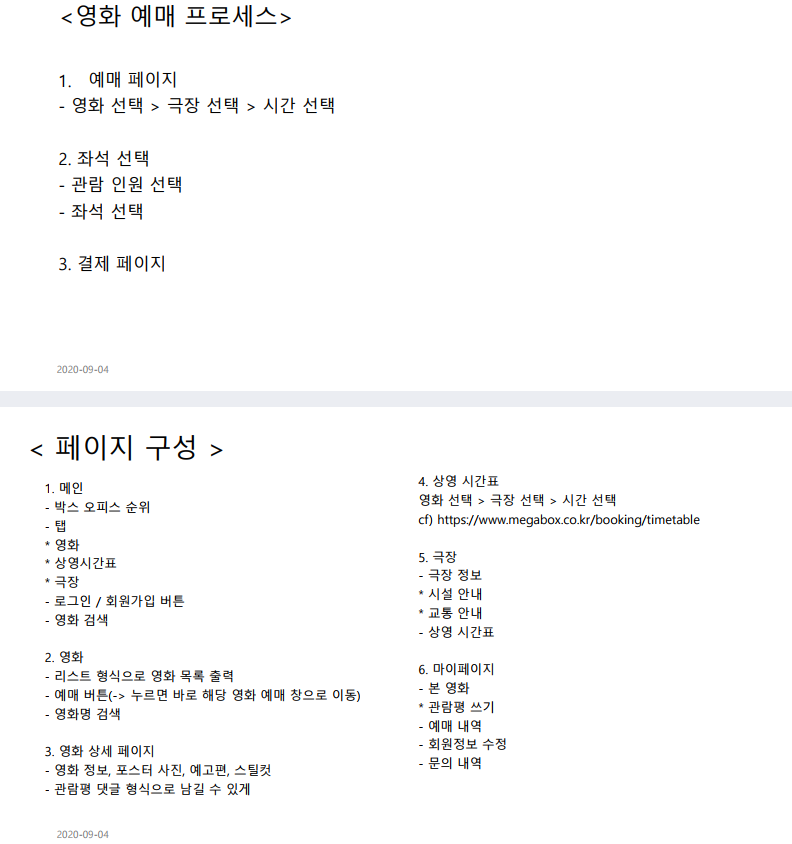 <영화 예매 프로세스>
1. 예매 페이지
- 영화 선택 > 극장 선택 > 시간 선택
2. 좌석 선택
- 관람 인원 선택
- 좌석 선택
3. 결제 페이지
2020-09-04
< 페이지 구성 >
1. 메인
- 박스 오피스 순위
- 탭
* 영화
* 상영시간표
* 극장
- 로그인 / 회원가입 버튼
- 영화 검색
2. 영화
- 리스트 형식으로 영화 목록 출력
- 예매 버튼(-> 누르면 바로 해당 영화 예매 창으로 이동)
- 영화명 검색
3. 영화 상세 페이지
- 영화 정보, 포스터 사진, 예고편, 스틸컷
- 관람평 댓글 형식으로 남길 수 있게
4. 상영 시간표
영화 선택 > 극장 선택 > 시간 선택
cf) https://www.megabox.co.kr/booking/timetable
5. 극장
- 극장 정보
* 시설 안내
* 교통 안내
- 상영 시간표
6. 마이페이지
- 본 영화
* 관람평 쓰기
- 예매 내역
- 회원정보 수정
- 문의 내역
2020-09-04